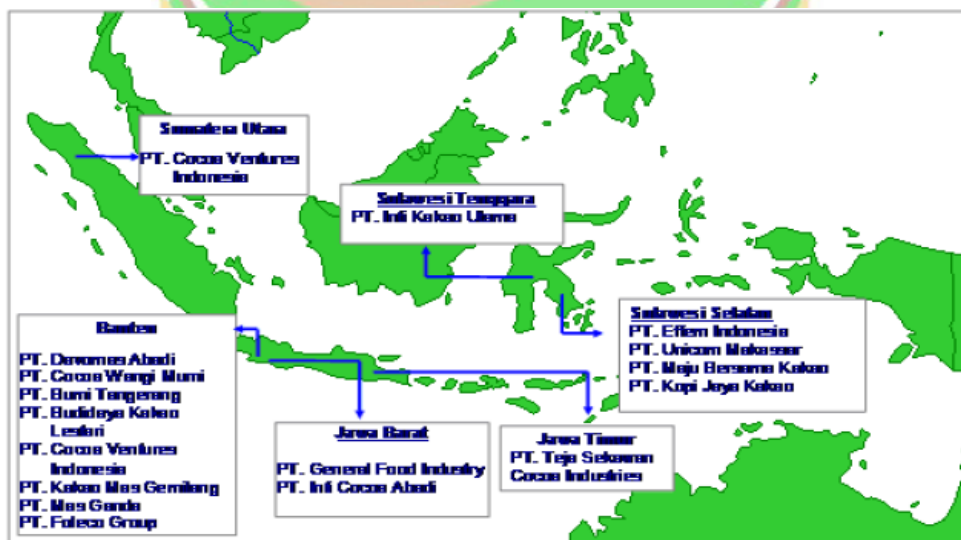 Sumatera Utara
PT. Cocoa Ventures
Indonesia
Sulawesi Tenggara
PT. Inti Kakao Utama
Sulawesi Selatan
PT. Effem Indonesia
PT. Unicom Makassar
PT. Maju Bersama Kakao
PT. Kopi Jaya Kakao
Banten
PT. Davomas Abadi
PT. Cocoa Wangi Murni
PT. Bumi Tangerang
PT. Budidaya Kakao
Lestari
PT. Cocoa Ventures
Indonesia
PT. Kakao Mas Gemilang
PT. Mas Ganda
PT. Foleco Group
Jawa Barat
PT. General Food Industry
PT. Inti Cocoa Abadi
Jawa Timur
PT. Teja Sekawan
Cocoa Industries